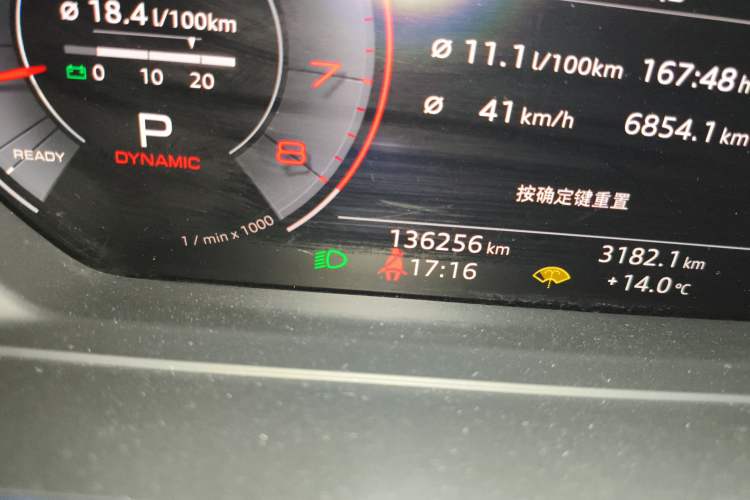 ø 18.4 l/100km
0 10 20
P
DYNAMIC
READY
7
8
1 / min x 1000
ø 11.1 l/100km 167:48 h
ø 41 km/h 6854.1 km
按确定键重置
136256 km 3182.1 km
17:16 +14.0 °C